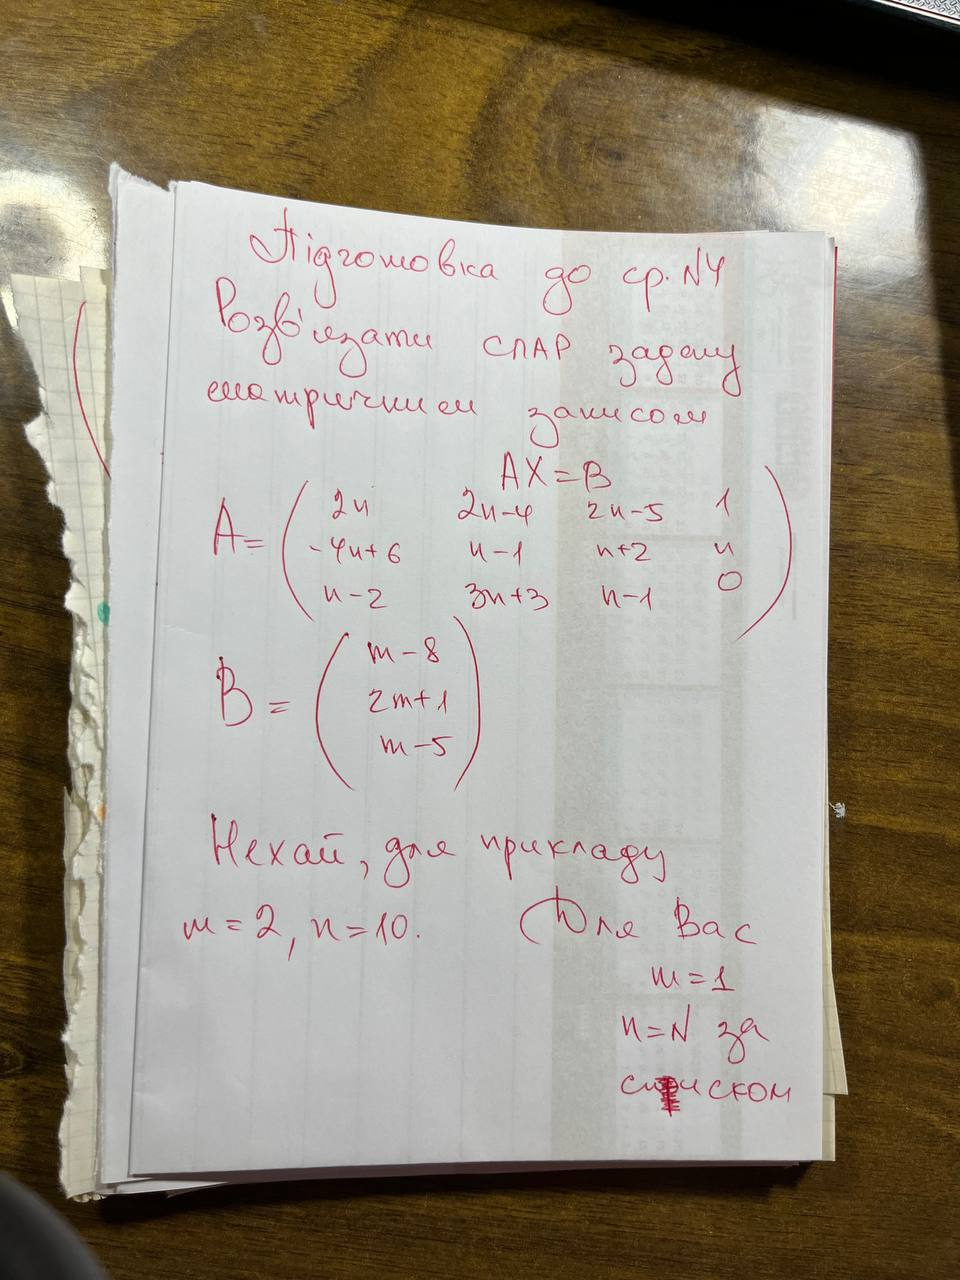 Підготовка до ср. №4
Розв'язати СЛАР задану
матричним записом
AX=B
A= ( 2n 2n-4 2n-5 1
-4n+6 n-1 n+2 n
n-2 3n+3 n-1 0 )
B= ( m-8
2m+1
m-5 )
Нехай, для прикладу
m=2, n=10. (Для Вас
m=1
n=N за
списком